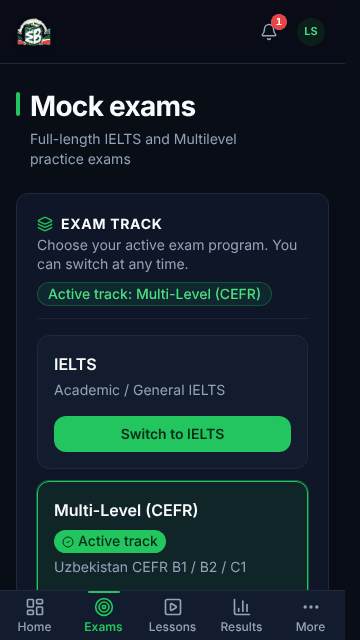 1
LS
Mock exams
Full-length IELTS and Multilevel
practice exams
EXAM TRACK
Choose your active exam program. You
can switch at any time.
Active track: Multi-Level (CEFR)
IELTS
Academic / General IELTS
Switch to IELTS
Multi-Level (CEFR)
Active track
Uzbekistan CEFR B1 / B2 / C1
Home
Exams
Lessons
Results
More